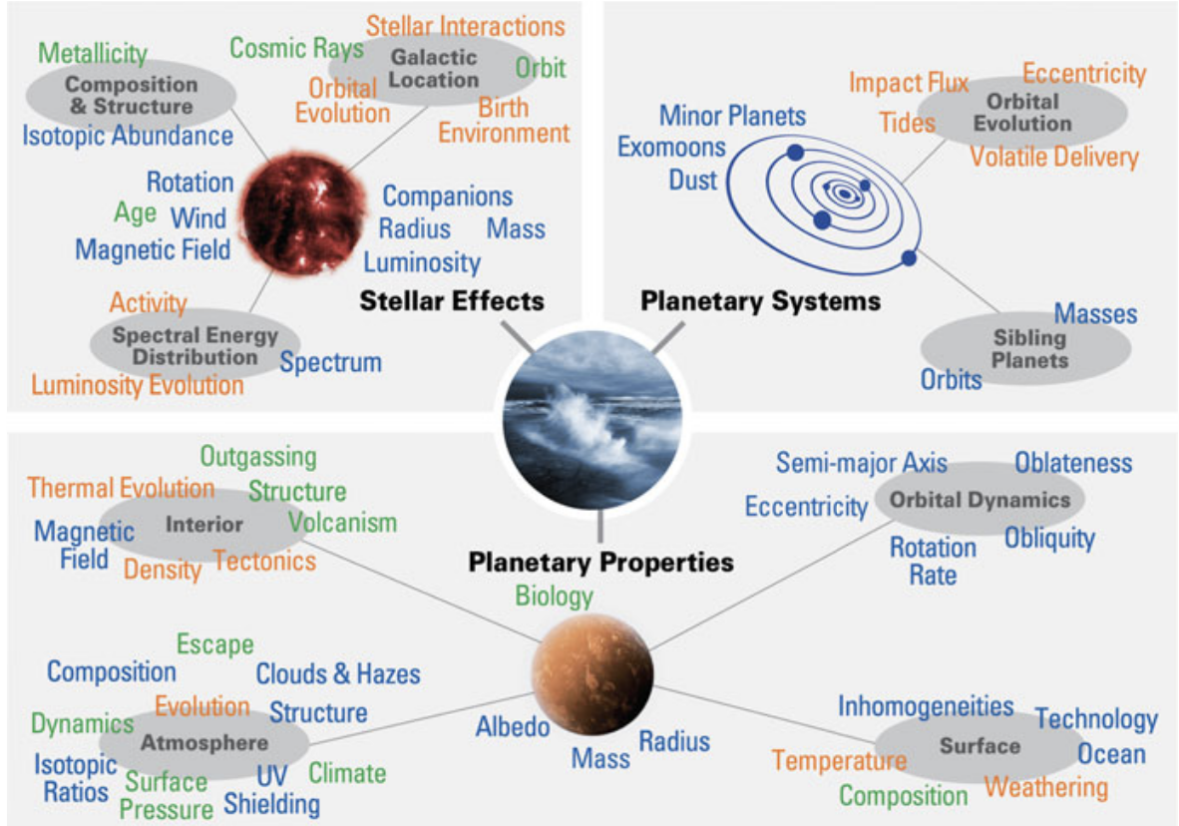 Stellar Interactions
Cosmic Rays
Galactic
Location
Orbit
Orbital
Evolution
Birth
Environment
Metallicity
Composition
& Structure
Isotopic Abundance
Rotation
Age
Wind
Magnetic Field
Companions
Radius
Mass
Luminosity
Activity
Spectral Energy
Distribution
Spectrum
Luminosity Evolution
Stellar Effects
Planetary Systems
Minor Planets
Exomoons
Dust
Impact Flux
Eccentricity
Orbital
Evolution
Tides
Volatile Delivery
Masses
Sibling
Planets
Orbits
Planetary Properties
Biology
Outgassing
Thermal Evolution
Structure
Interior
Volcanism
Magnetic
Field
Density
Tectonics
Semi-major Axis
Oblateness
Eccentricity
Orbital Dynamics
Rotation
Rate
Obliquity
Escape
Composition
Clouds & Hazes
Evolution
Structure
Dynamics
Atmosphere
Isotopic
Ratios
Surface
Pressure
UV
Shielding
Climate
Albedo
Mass
Radius
Inhomogeneities
Technology
Surface
Ocean
Temperature
Weathering
Composition